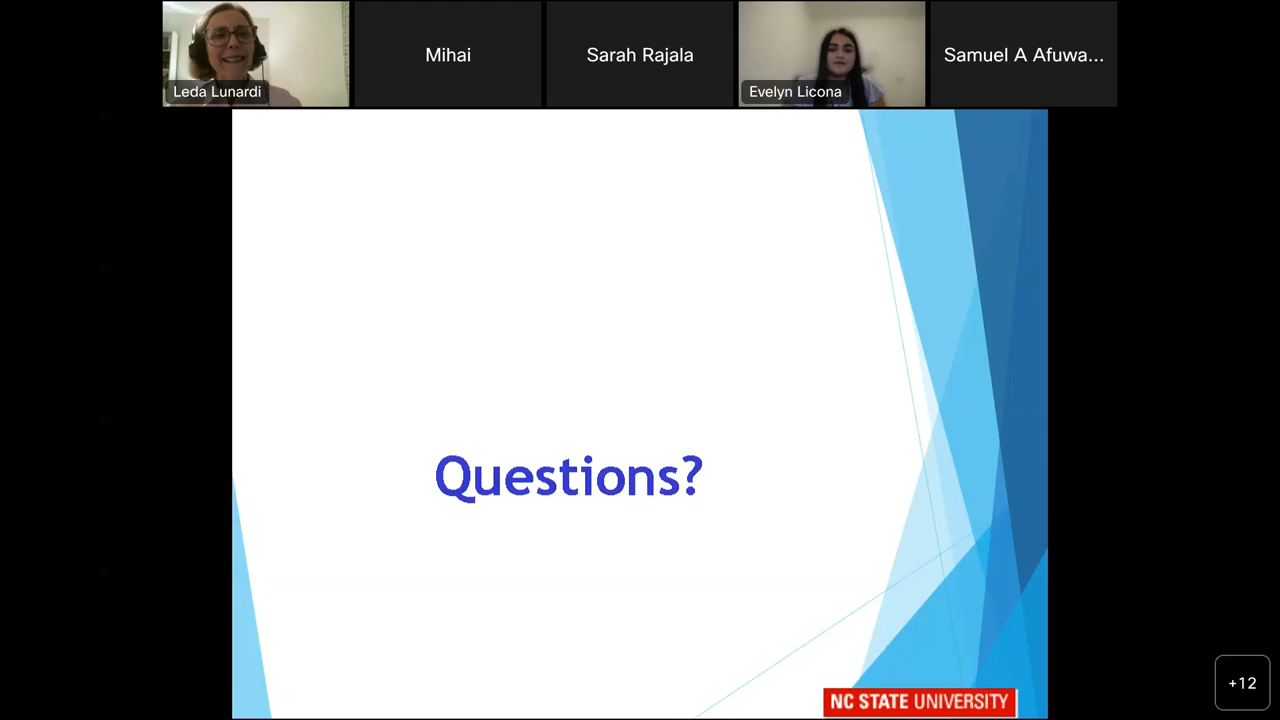 Leda Lunardi
Mihai
Sarah Rajala
Evelyn Licona
Samuel A Afuwa...
Questions?
NC STATE UNIVERSITY
+12